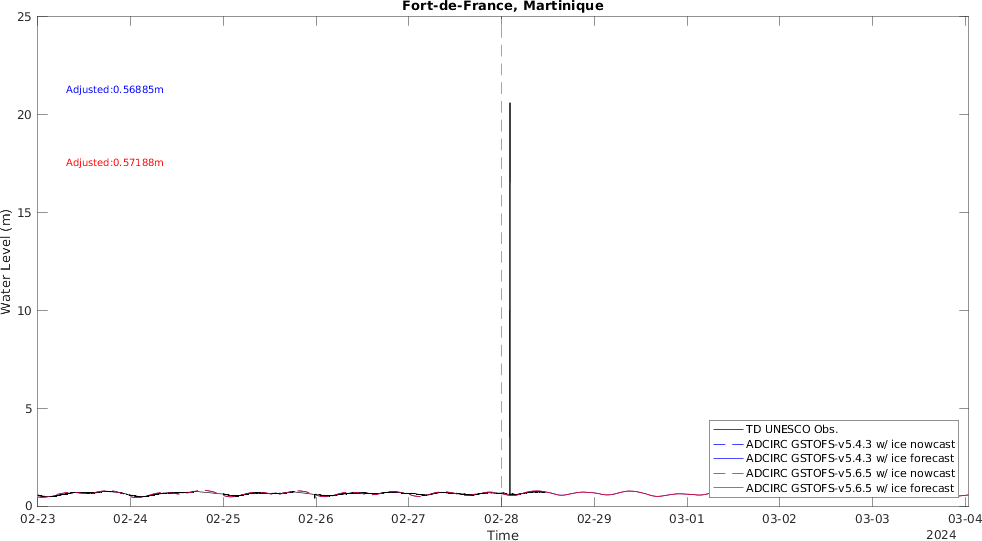 Fort-de-France, Martinique
25
Adjusted:0.56885m
20
Adjusted:0.57188m
15
Water Level (m)
10
5
TD UNESCO Obs.
ADCIRC GSTOFS-v5.4.3 w/ ice nowcast
ADCIRC GSTOFS-v5.4.3 w/ ice forecast
ADCIRC GSTOFS-v5.6.5 w/ ice nowcast
ADCIRC GSTOFS-v5.6.5 w/ ice forecast
0
02-23 02-24 02-25 02-26 02-27 02-28 02-29 03-01 03-02 03-03 03-04
Time
2024